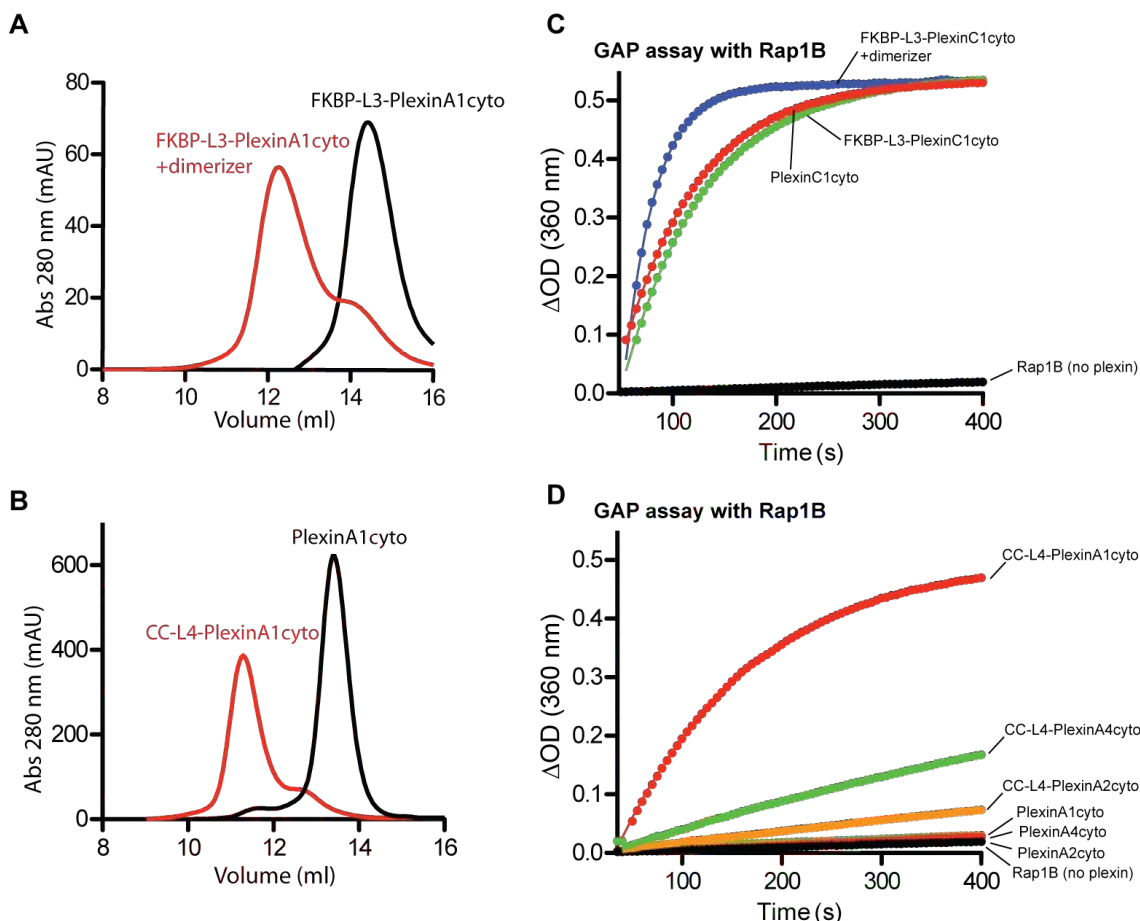 A
80
60
40
20
0
Abs 280 nm (mAU)
FKBP-L3-PlexinA1cyto
FKBP-L3-PlexinA1cyto
+dimerizer
8
10
12
14
16
Volume (ml)
B
600
400
200
0
Abs 280 nm (mAU)
PlexinA1cyto
CC-L4-PlexinA1cyto
8
10
12
14
16
Volume (ml)
C
GAP assay with Rap1B
FKBP-L3-PlexinC1cyto
+dimerizer
0.5
0.4
0.3
0.2
0.1
0.0
ΔOD (360 nm)
FKBP-L3-PlexinC1cyto
PlexinC1cyto
Rap1B (no plexin)
100
200
300
400
Time (s)
D
GAP assay with Rap1B
0.5
0.4
0.3
0.2
0.1
0.0
ΔOD (360 nm)
CC-L4-PlexinA1cyto
CC-L4-PlexinA4cyto
CC-L4-PlexinA2cyto
PlexinA1cyto
PlexinA4cyto
PlexinA2cyto
Rap1B (no plexin)
100
200
300
400
Time (s)